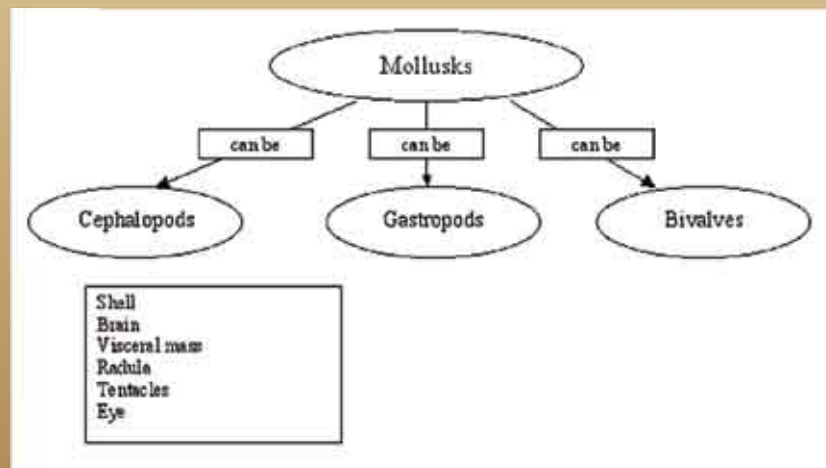 Mollusks
can be
can be
can be
Cephalopods
Gastropods
Bivalves
Shell
Brain
Visceral mass
Radula
Tentacles
Eye